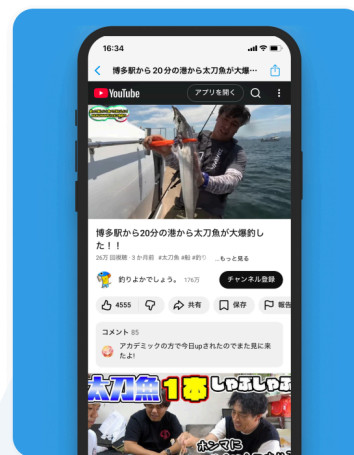 16:34
博多駅から20分の港から太刀魚が大爆…
YouTube
アプリを開く
博多駅から20分の港から太刀魚が大爆釣し
た！！
26万 回視聴・3 か月前 #太刀魚 #船 #釣り ...もっと見る
釣りよかでしょう。 176万
チャンネル登録
4555
共有
保存
報告
コメント 85
アカデミックの方で今日upされたのでまた見に来
たよ!
太刀魚1本しゃぶしゃぶ
ホンマに